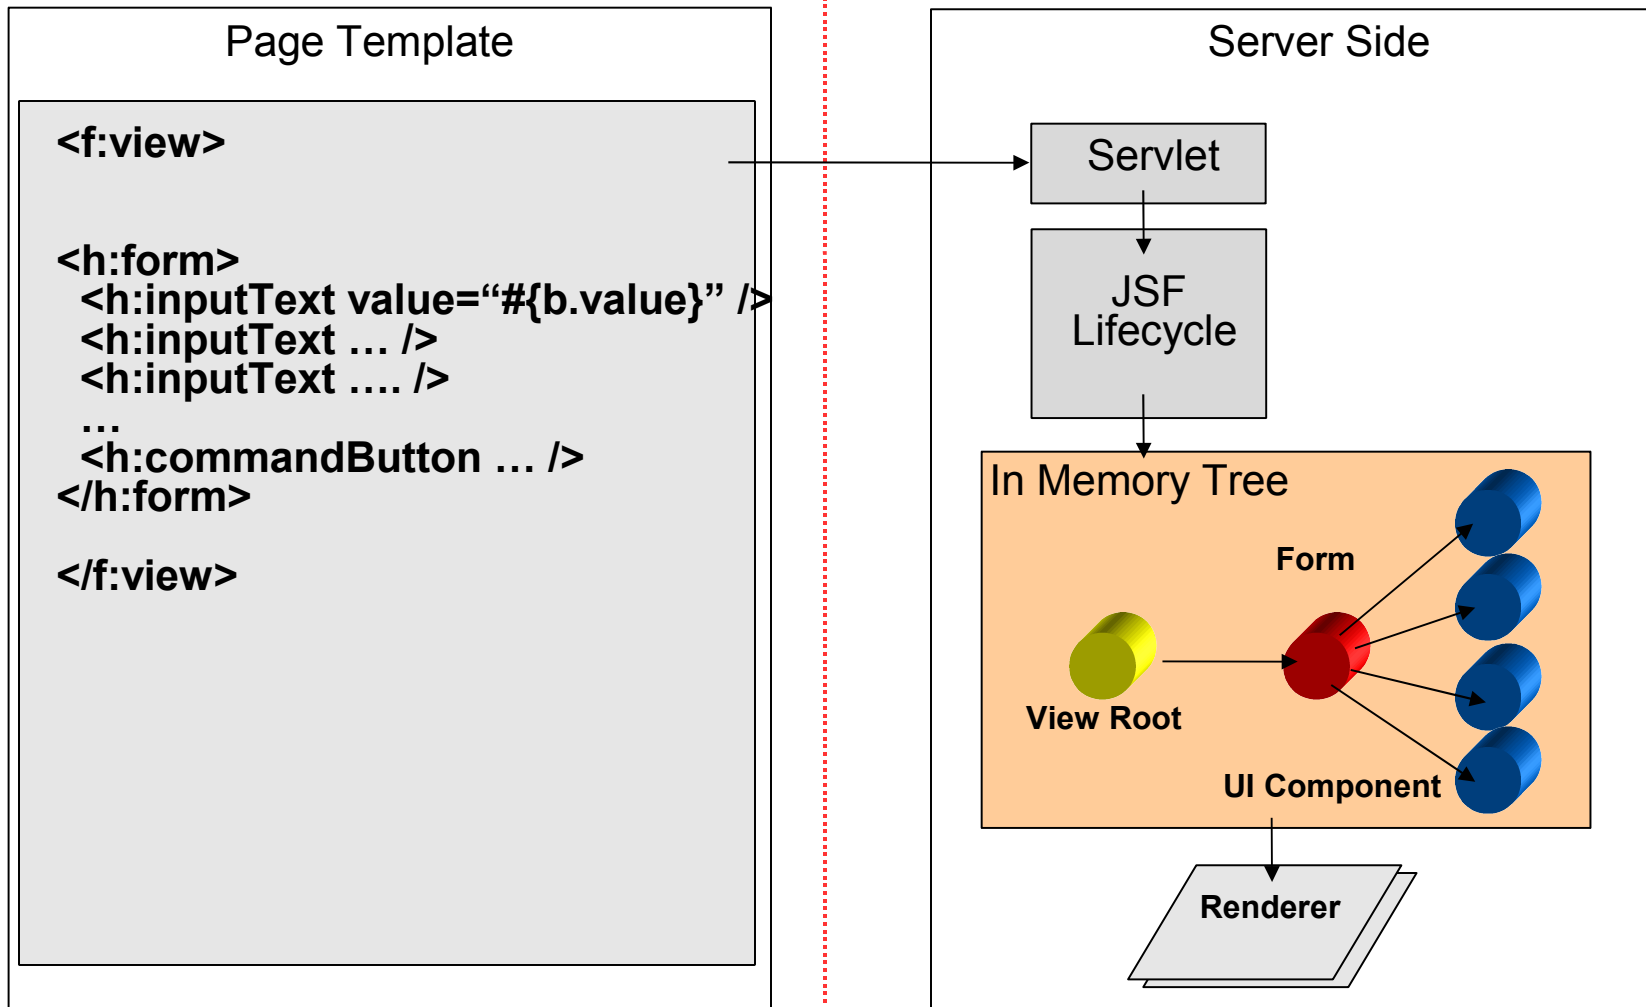 Page Template
<f:view>
<h:form>
<h:inputText value=“#{b.value}” />
<h:inputText … />
<h:inputText …. />
…
<h:commandButton … />
</h:form>
</f:view>
Server Side
Servlet
JSF
Lifecycle
In Memory Tree
Form
View Root
UI Component
Renderer